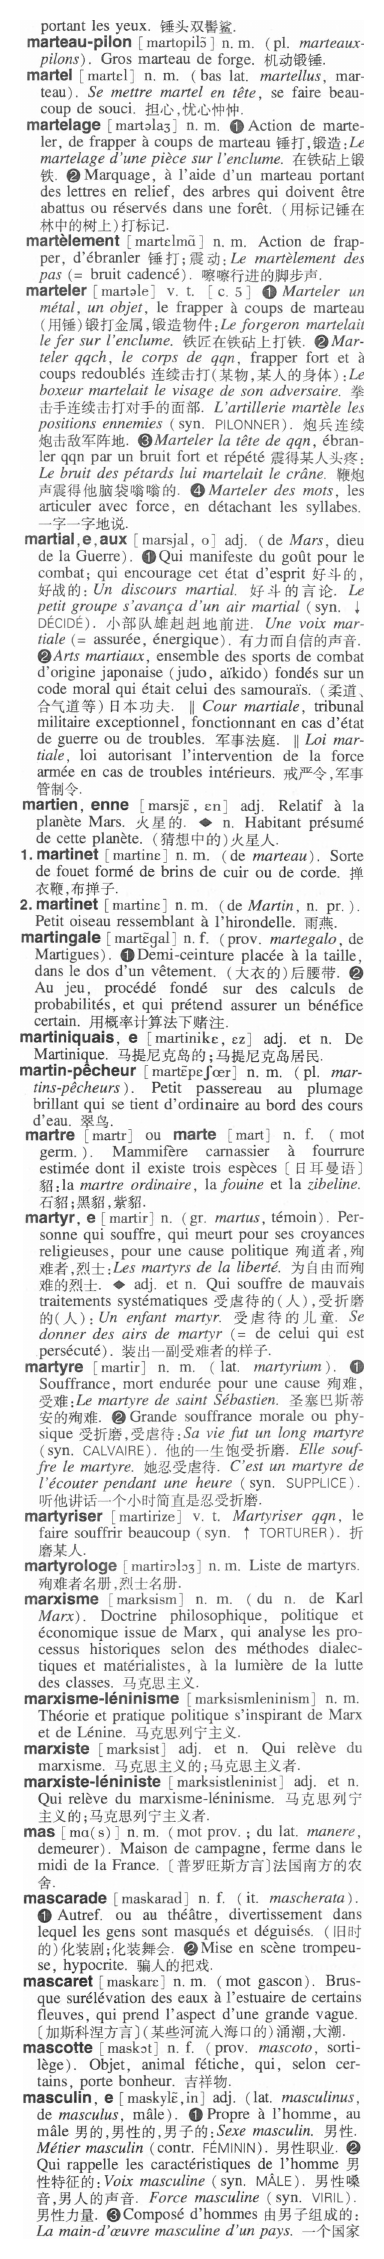 portant les yeux. 锤头双髻鲨.
marteau-pilon [martopilɔ̃] n. m. (pl. marteaux-
pilons). Gros marteau de forge. 机动锻锤.
martel [martɛl] n. m. (bas lat. martellus, mar-
teau). Se mettre martel en tête, se faire beau-
coup de souci. 担心,忧心忡忡.
martelage [martəlaʒ] n. m. ❶ Action de marte-
ler, de frapper à coups de marteau 锤打,锻造:Le
martelage d'une pièce sur l'enclume. 在铁砧上锻
铁. ❷ Marquage, à l'aide d'un marteau portant
des lettres en relief, des arbres qui doivent être
abattus ou réservés dans une forêt. (用标记锤在
林中的树上)打标记.
martèlement [martɛlmɑ̃] n. m. Action de frap-
per, d'ébranler 锤打;震动:Le martèlement des
pas (= bruit cadencé). 嚓嚓行进的脚步声.
marteler [martəle] v. t. [c. 5] ❶ Marteler un
métal, un objet, le frapper à coups de marteau
(用锤)锻打金属,锻造物件:Le forgeron martelait
le fer sur l'enclume. 铁匠在铁砧上打铁. ❷ Mar-
teler qqch, le corps de qqn, frapper fort et à
coups redoublés 连续击打(某物,某人的身体):Le
boxeur martelait le visage de son adversaire. 拳
击手连续击打对手的面部. L'artillerie martèle les
positions ennemies (syn. PILONNER). 炮兵连续
炮击敌军阵地. ❸ Marteler la tête de qqn, ébran-
ler qqn par un bruit fort et répété 震得某人头疼:
Le bruit des pétards lui martelait le crâne. 鞭炮
声震得他脑袋嗡嗡的. ❹ Marteler des mots, les
articuler avec force, en détachant les syllabes.
一字一字地说.
martial,e,aux [marsjal, o] adj. (de Mars, dieu
de la Guerre). ❶ Qui manifeste du goût pour le
combat; qui encourage cet état d'esprit 好斗的,
好战的: Un discours martial. 好斗的言论. Le
petit groupe s'avança d'un air martial (syn. ↓
DÉCIDÉ). 小部队雄赳赳地前进. Une voix mar-
tiale (= assurée, énergique). 有力而自信的声音.
❷ Arts martiaux, ensemble des sports de combat
d'origine japonaise (judo, aïkido) fondés sur un
code moral qui était celui des samouraïs. (柔道、
合气道等)日本功夫. ‖ Cour martiale, tribunal
militaire exceptionnel, fonctionnant en cas d'état
de guerre ou de troubles. 军事法庭. ‖ Loi mar-
tiale, loi autorisant l'intervention de la force
armée en cas de troubles intérieurs. 戒严令,军事
管制令.
martien, enne [marsjɛ̃, ɛn] adj. Relatif à la
planète Mars. 火星的. ◆ n. Habitant présumé
de cette planète. (猜想中的)火星人.
1. martinet [martinɛ] n. m. (de marteau). Sorte
de fouet formé de brins de cuir ou de corde. 掸
衣鞭,布掸子.
2. martinet [martinɛ] n. m. (de Martin, n. pr.).
Petit oiseau ressemblant à l'hirondelle. 雨燕.
martingale [martɛ̃gal] n. f. (prov. martegalo, de
Martigues). ❶ Demi-ceinture placée à la taille,
dans le dos d'un vêtement. (大衣的)后腰带. ❷
Au jeu, procédé fondé sur des calculs de
probabilités, et qui prétend assurer un bénéfice
certain. 用概率计算法下赌注.
martiniquais, e [martinikɛ, ɛz] adj. et n. De
Martinique. 马提尼克岛的;马提尼克岛居民.
martin-pêcheur [martɛ̃pɛʃœr] n. m. (pl. mar-
tins-pêcheurs). Petit passereau au plumage
brillant qui se tient d'ordinaire au bord des cours
d'eau. 翠鸟.
martre [martr] ou marte [mart] n. f. (mot
germ.). Mammifère carnassier à fourrure
estimée dont il existe trois espèces [日耳曼语]
貂:la martre ordinaire, la fouine et la zibeline.
石貂;黑貂,紫貂.
martyr, e [martir] n. (gr. martus, témoin). Per-
sonne qui souffre, qui meurt pour ses croyances
religieuses, pour une cause politique 殉道者,殉
难者,烈士:Les martyrs de la liberté. 为自由而殉
难的烈士. ◆ adj. et n. Qui souffre de mauvais
traitements systématiques 受虐待的(人),受折磨
的(人): Un enfant martyr. 受虐待的儿童. Se
donner des airs de martyr (= de celui qui est
persécuté). 装出一副受难者的样子.
martyre [martir] n. m. (lat. martyrium). ❶
Souffrance, mort endurée pour une cause 殉难,
受难:Le martyre de saint Sébastien. 圣塞巴斯蒂
安的殉难. ❷ Grande souffrance morale ou phy-
sique 受折磨,受虐待:Sa vie fut un long martyre
(syn. CALVAIRE). 他的一生饱受折磨. Elle souf-
fre le martyre. 她忍受虐待. C'est un martyre de
l'écouter pendant une heure (syn. SUPPLICE).
听他讲话一个小时简直是忍受折磨.
martyriser [martirize] v. t. Martyriser qqn, le
faire souffrir beaucoup (syn. ↑ TORTURER). 折
磨某人.
martyrologe [martirɔlɔʒ] n. m. Liste de martyrs.
殉难者名册,烈士名册.
marxisme [marksism] n. m. (du n. de Karl
Marx). Doctrine philosophique, politique et
économique issue de Marx, qui analyse les pro-
cessus historiques selon des méthodes dialec-
tiques et matérialistes, à la lumière de la lutte
des classes. 马克思主义.
marxisme-léninisme [marksismleninism] n. m.
Théorie et pratique politique s'inspirant de Marx
et de Lénine. 马克思列宁主义.
marxiste [marksist] adj. et n. Qui relève du
marxisme. 马克思主义的;马克思主义者.
marxiste-léniniste [marksistleninist] adj. et n.
Qui relève du marxisme-léninisme. 马克思列宁
主义的;马克思列宁主义者.
mas [mɑ(s)] n. m. (mot prov.; du lat. manere,
demeurer). Maison de campagne, ferme dans le
midi de la France. [普罗旺斯方言]法国南方的农
舍.
mascarade [maskarad] n. f. (it. mascherata).
❶ Autref. ou au théâtre, divertissement dans
lequel les gens sont masqués et déguisés. (旧时
的)化装剧;化装舞会. ❷ Mise en scène trompeu-
se, hypocrite. 骗人的把戏.
mascaret [maskarɛ] n. m. (mot gascon). Brus-
que surélévation des eaux à l'estuaire de certains
fleuves, qui prend l'aspect d'une grande vague.
[加斯科涅方言](某些河流入海口的)涌潮,大潮.
mascotte [maskɔt] n. f. (prov. mascoto, sorti-
lège). Objet, animal fétiche, qui, selon cer-
tains, porte bonheur. 吉祥物.
masculin, e [maskylɛ̃,in] adj. (lat. masculinus,
de masculus, mâle). ❶ Propre à l'homme, au
mâle 男的,男性的,男子的:Sexe masculin. 男性.
Métier masculin (contr. FÉMININ). 男性职业. ❷
Qui rappelle les caractéristiques de l'homme 男
性特征的: Voix masculine (syn. MÂLE). 男性嗓
音,男人的声音. Force masculine (syn. VIRIL).
男性力量. ❸ Composé d'hommes 由男子组成的:
La main-d'œuvre masculine d'un pays. 一个国家